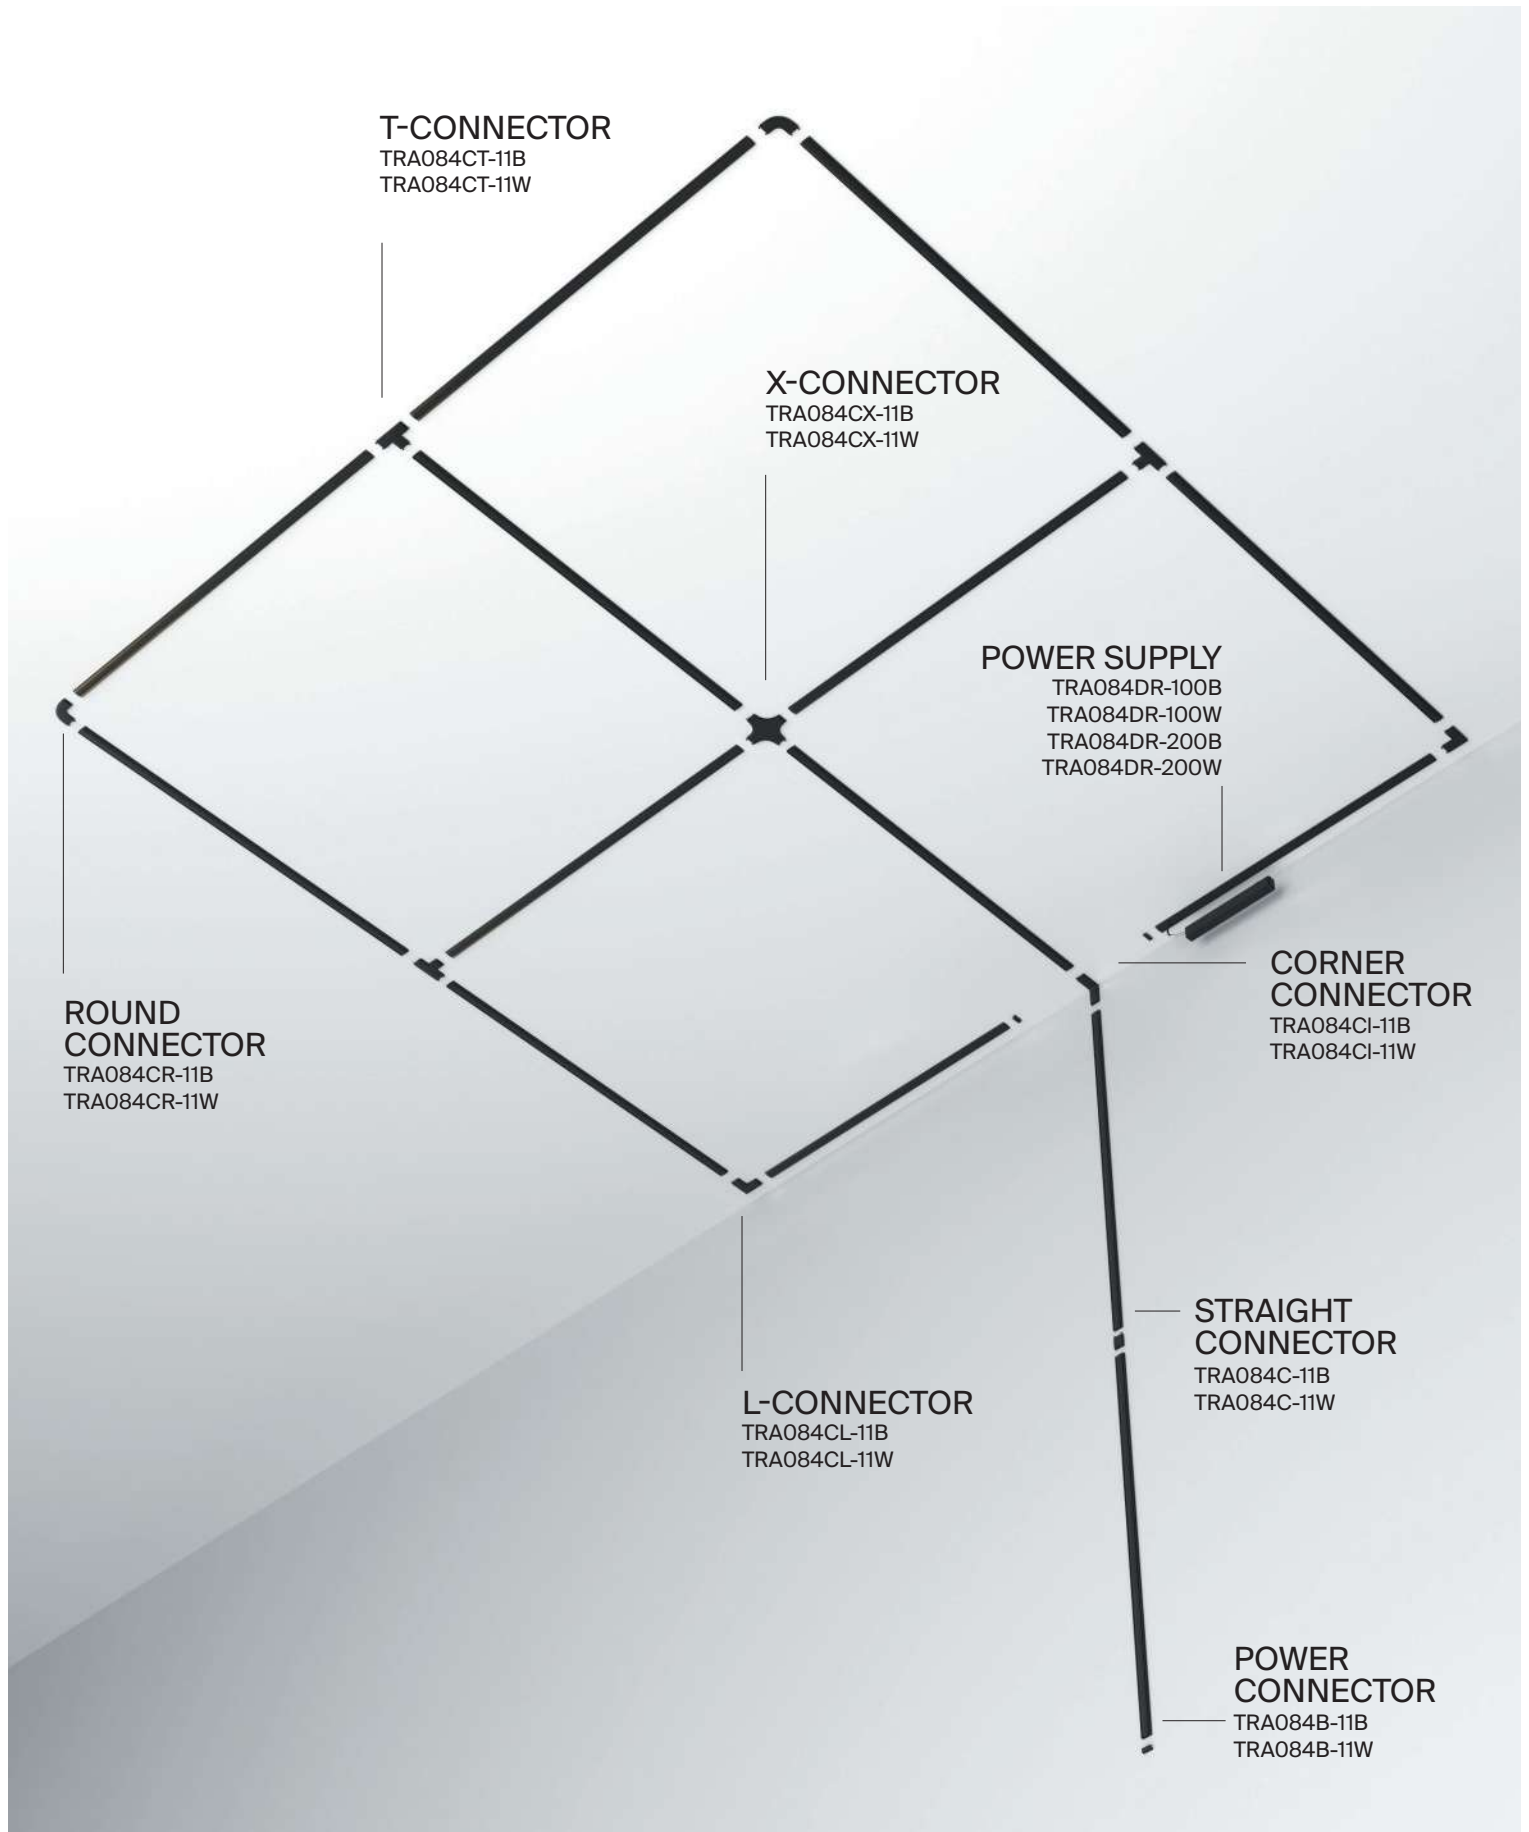 T-CONNECTOR
TRA084CT-11B
TRA084CT-11W
X-CONNECTOR
TRA084CX-11B
TRA084CX-11W
POWER SUPPLY
TRA084DR-100B
TRA084DR-100W
TRA084DR-200B
TRA084DR-200W
CORNER
CONNECTOR
TRA084CI-11B
TRA084CI-11W
ROUND
CONNECTOR
TRA084CR-11B
TRA084CR-11W
STRAIGHT
CONNECTOR
TRA084C-11B
TRA084C-11W
L-CONNECTOR
TRA084CL-11B
TRA084CL-11W
POWER
CONNECTOR
TRA084B-11B
TRA084B-11W